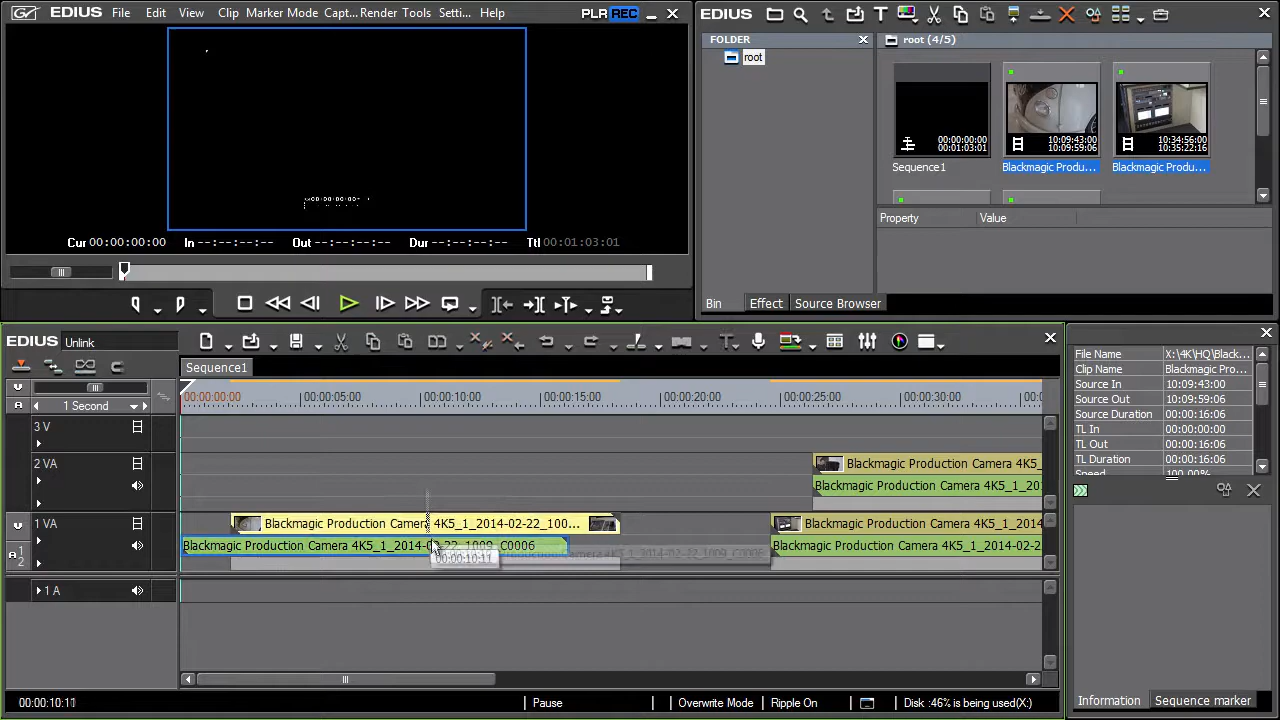 EDIUS File Edit View Clip Marker Mode Capt... Render Tools Setti... Help PLR REC
Cur 00:00:00:00 In --:--:--:-- Out --:--:--:-- Dur --:--:--:-- Ttl 00:01:03:01
EDIUS
FOLDER
root
root (4/5)
00:00:00:00
00:01:03:01
10:09:43:00
10:09:59:06
10:34:56:00
10:35:22:16
Sequence1
Blackmagic Produ...
Blackmagic Produ...
Property Value
Bin Effect Source Browser
EDIUS Unlink
Sequence1
1 Second
00:00:00:00 00:00:05:00 00:00:10:00 00:00:15:00 00:00:20:00 00:00:25:00 00:00:30:00
3 V
2 VA
Blackmagic Production Camera 4K5_1
Blackmagic Production Camera 4K5_1_20
1 VA
Blackmagic Production Camera 4K5_1_2014-02-22_100...
Blackmagic Production Camera 4K5_1_2014
Blackmagic Production Camera 4K5_1_2014-02-22_1009_C0006
Blackmagic Production Camera 4K5_1_2014-02-2
00:00:10:11
1
2
1 A
File Name X:\4K\HQ\Black...
Clip Name Blackmagic Pro...
Source In 10:09:43:00
Source Out 10:09:59:06
Source Duration 00:00:16:06
TL In 00:00:00:00
TL Out 00:00:16:06
TL Duration 00:00:16:06
Speed 100.00%
Information Sequence marker
00:00:10:11 Pause Overwrite Mode Ripple On Disk :46% is being used(X:)